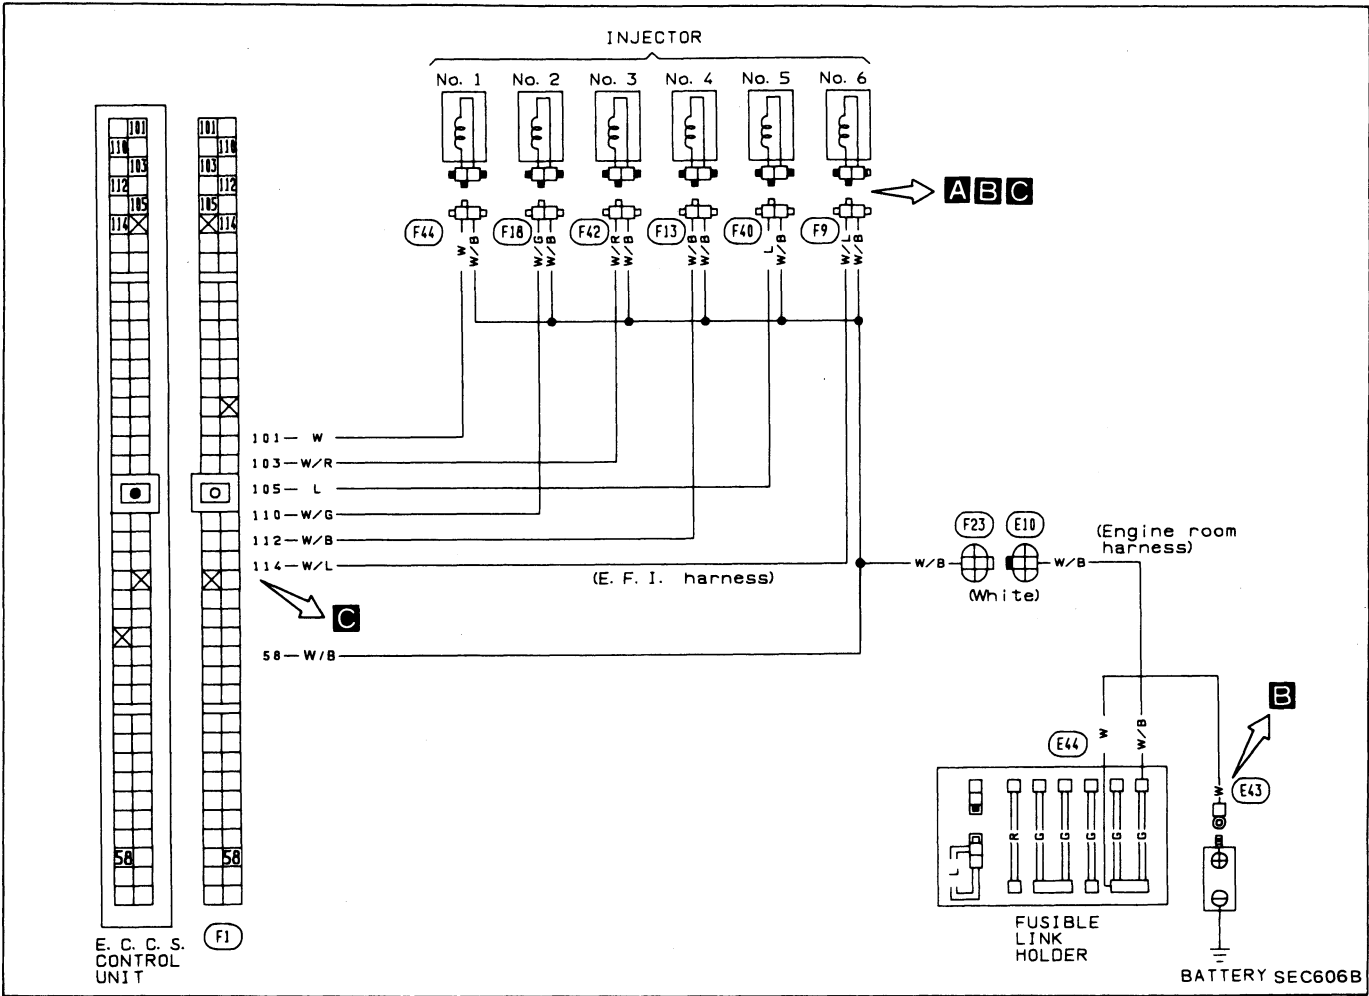 INJECTOR
No. 1 No. 2 No. 3 No. 4 No. 5 No. 6
101 101
110 110
103 103
112 112
105 105
114 114
A B C
F44 F18 F42 F13 F40 F9
W W/B W/G W/B W/R W/B W/B W/B L W/B W/L W/B
101 W
103 W/R
105 L
110 W/G
112 W/B
114 W/L
(E. F. I. harness)
C
58 W/B
F23 E10
(Engine room
harness)
W/B W/B
(White)
B
E44 W W/B
W E43
L R G G G G G
58 58
F1
E. C. C. S.
CONTROL
UNIT
FUSIBLE
LINK
HOLDER
BATTERY SEC606B